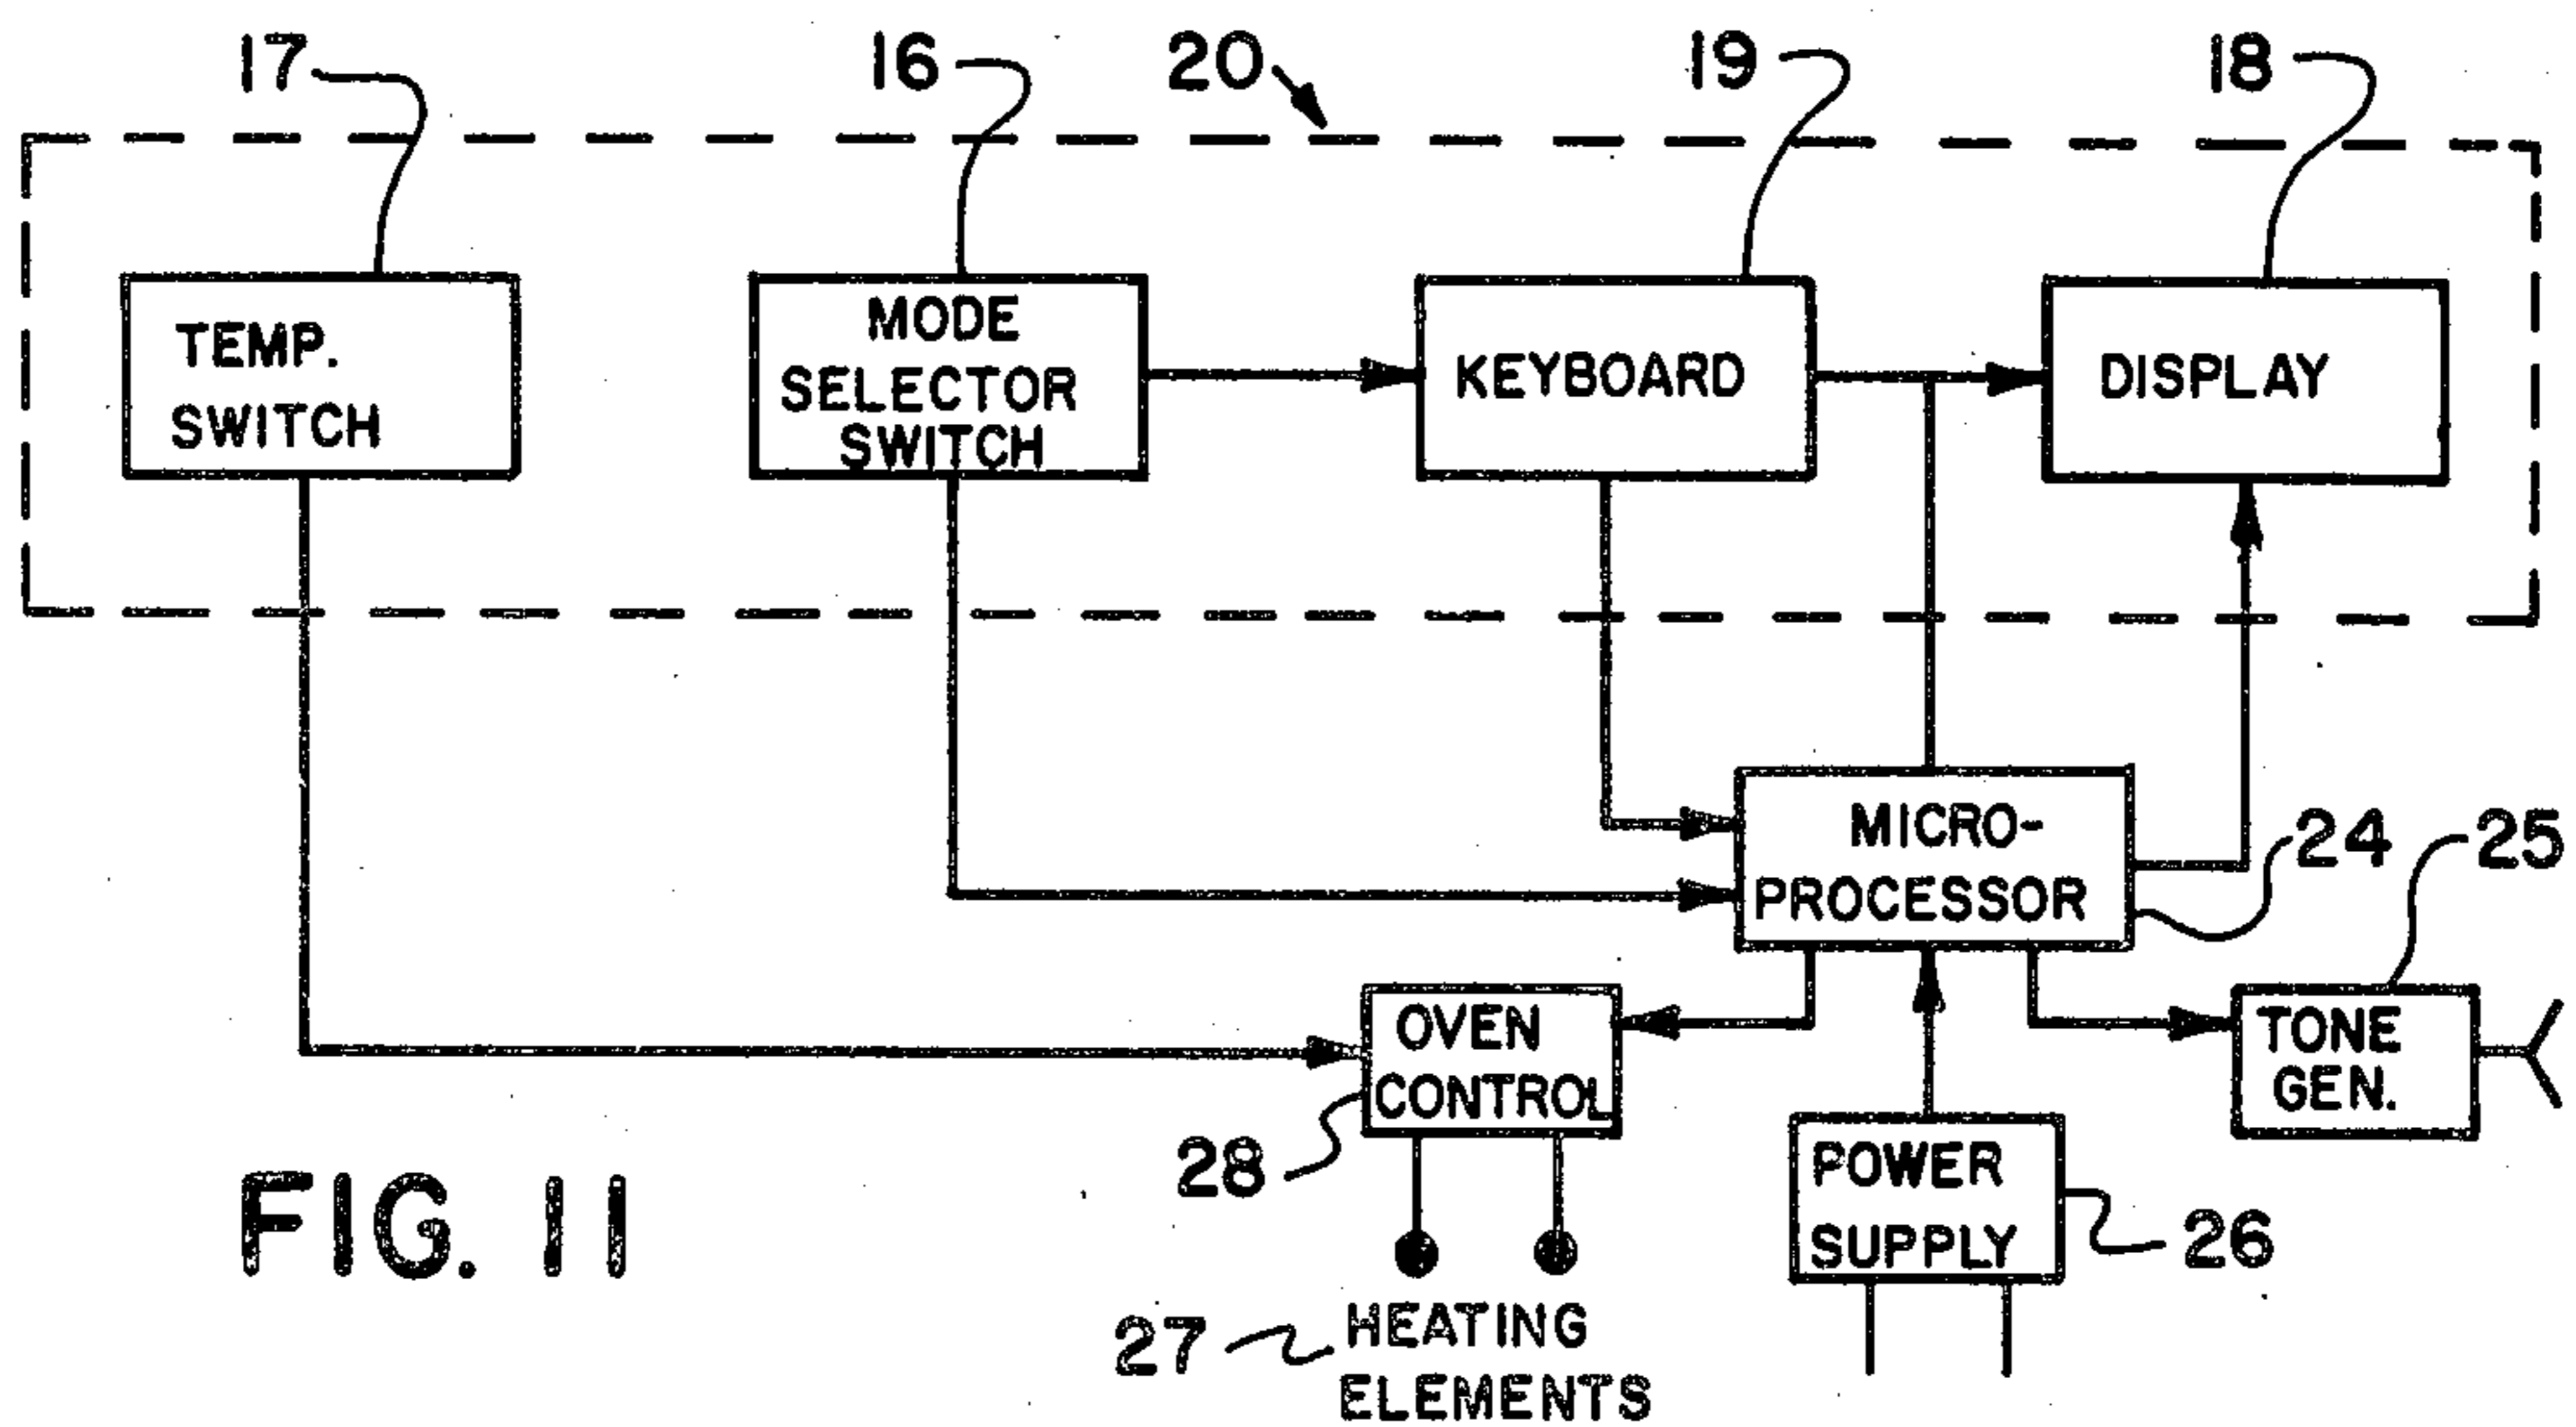 17
16
20
19
18
TEMP.
SWITCH
MODE
SELECTOR
SWITCH
KEYBOARD
DISPLAY
MICRO-
PROCESSOR
24
25
OVEN
CONTROL
28
TONE
GEN.
POWER
SUPPLY
26
27
HEATING
ELEMENTS
FIG. 11